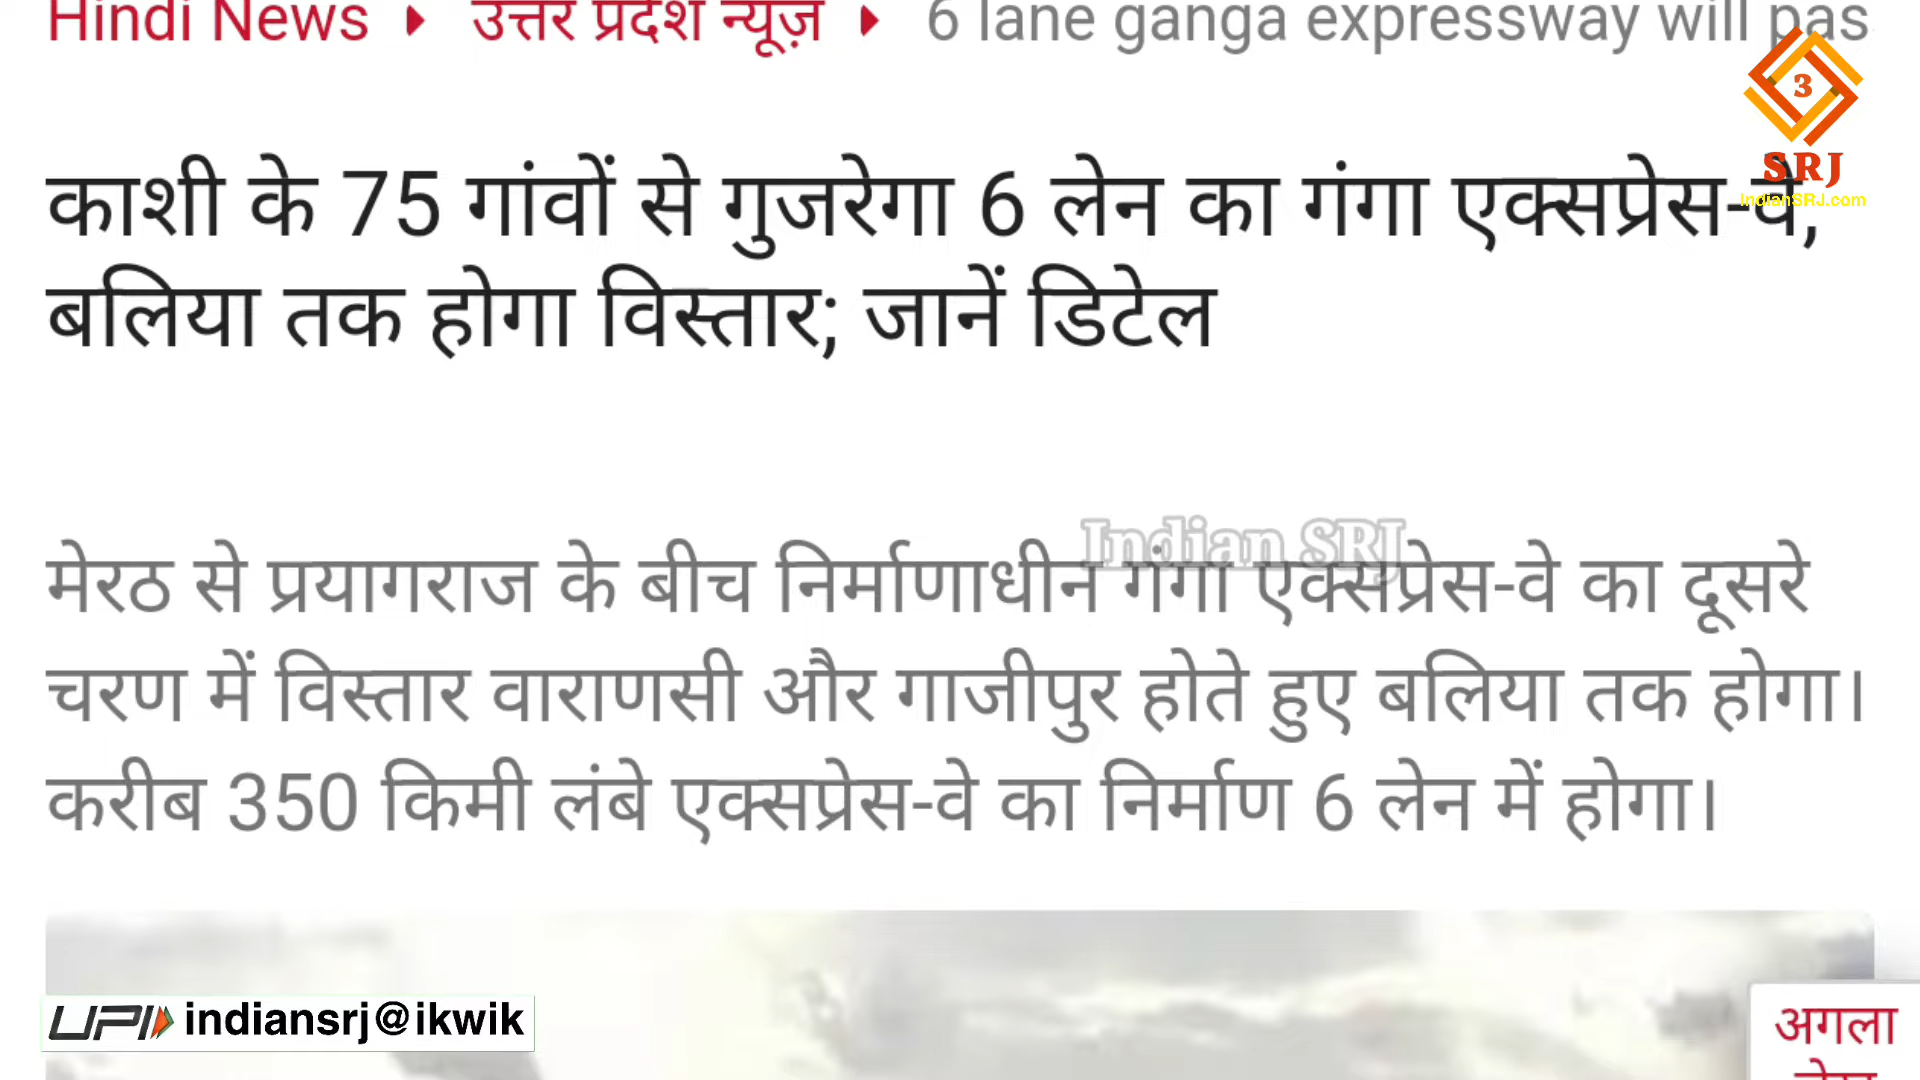 Hindi News ▸ उत्तर प्रदेश न्यूज़ ▸ 6 lane ganga expressway will pas
3
SRJ
IndianSRJ.com
काशी के 75 गांवों से गुजरेगा 6 लेन का गंगा एक्सप्रेस-वे,
बलिया तक होगा विस्तार; जानें डिटेल
Indian SRJ
मेरठ से प्रयागराज के बीच निर्माणाधीन गंगा एक्सप्रेस-वे का दूसरे
चरण में विस्तार वाराणसी और गाजीपुर होते हुए बलिया तक होगा।
करीब 350 किमी लंबे एक्सप्रेस-वे का निर्माण 6 लेन में होगा।
UPI indiansrj@ikwik
अगला